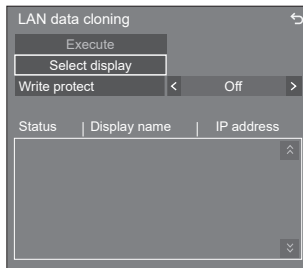 LAN data cloning
Execute
Select display
Write protect < Off >
Status | Display name | IP address